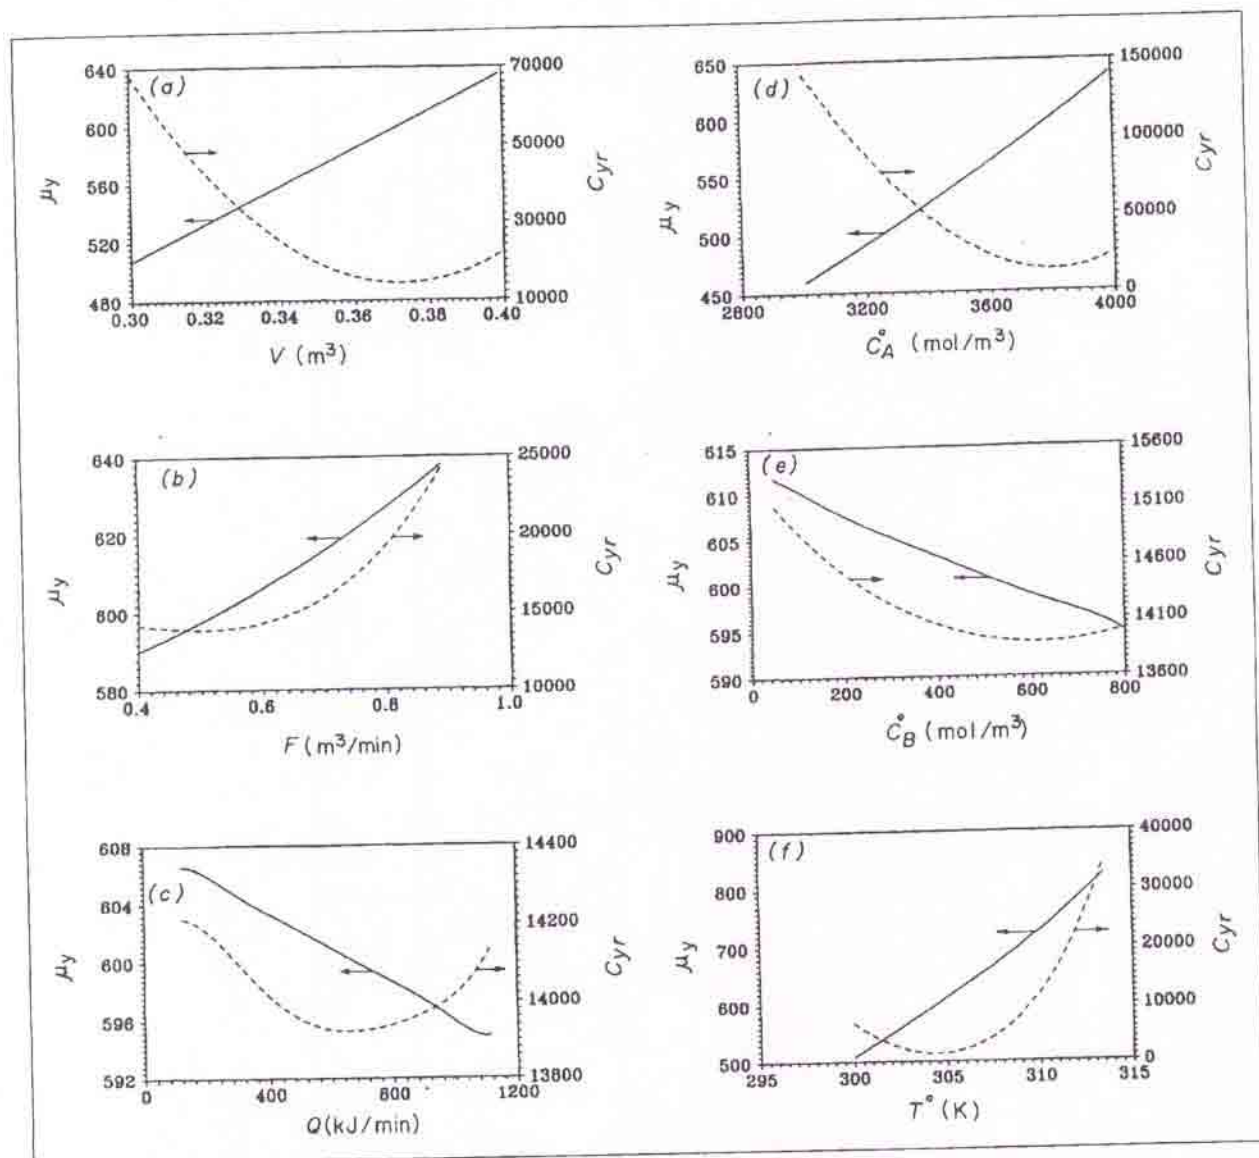 (a)
640
600
560
520
480
μy
0.30 0.32 0.34 0.36 0.38 0.40
V (m³)
70000
50000
30000
10000
Cyr
(d)
650
600
550
500
450
μy
2800 3200 3600 4000
C°A (mol/m³)
150000
100000
50000
0
Cyr
(b)
640
620
600
580
μy
0.4 0.6 0.8 1.0
F (m³/min)
25000
20000
15000
10000
Cyr
(e)
615
610
605
600
595
590
μy
0 200 400 600 800
C°B (mol/m³)
15600
15100
14600
14100
13600
Cyr
(c)
608
604
600
596
592
μy
0 400 800 1200
Q(kJ/min)
14400
14200
14000
13800
Cyr
(f)
900
800
700
600
500
μy
295 300 305 310 315
T° (K)
40000
30000
20000
10000
0
Cyr